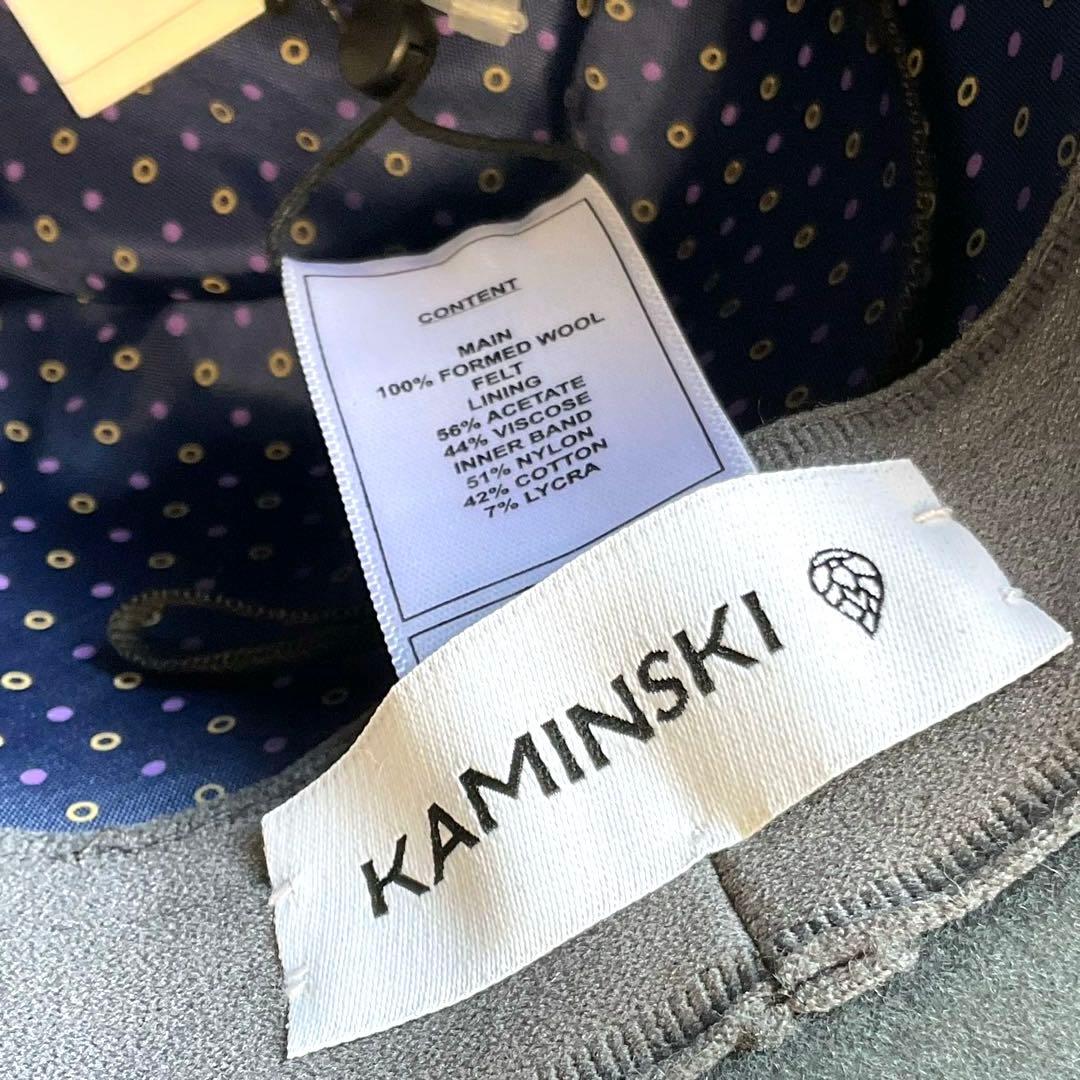 CONTENT
MAIN
100% FORMED WOOL
FELT
LINING
56% ACETATE
44% VISCOSE
INNER BAND
51% NYLON
42% COTTON
7% LYCRA
KAMINSKI